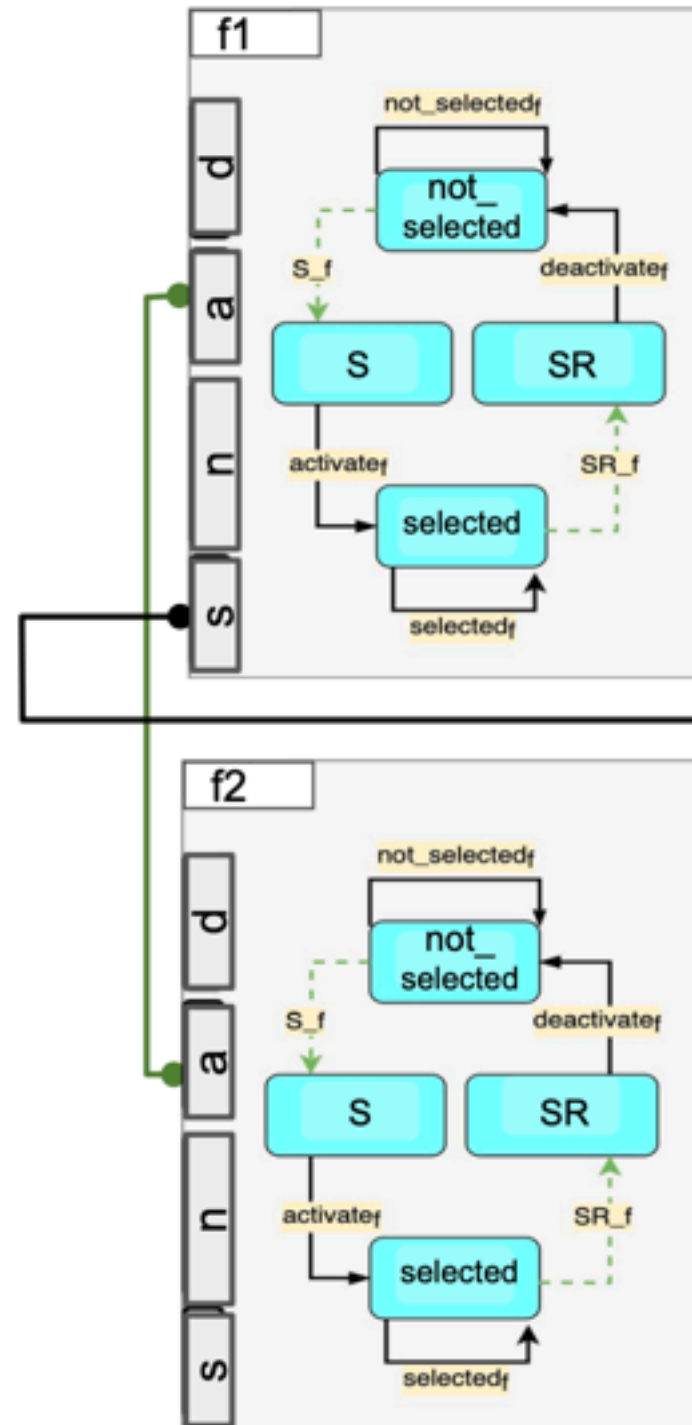 f1
not_selectedf
d
not_
selected
S_f
deactivatef
a
S
SR
n
activatef
SR_f
selected
s
selectedf
f2
not_selectedf
d
not_
selected
S_f
deactivatef
a
S
SR
n
activatef
SR_f
selected
s
selectedf